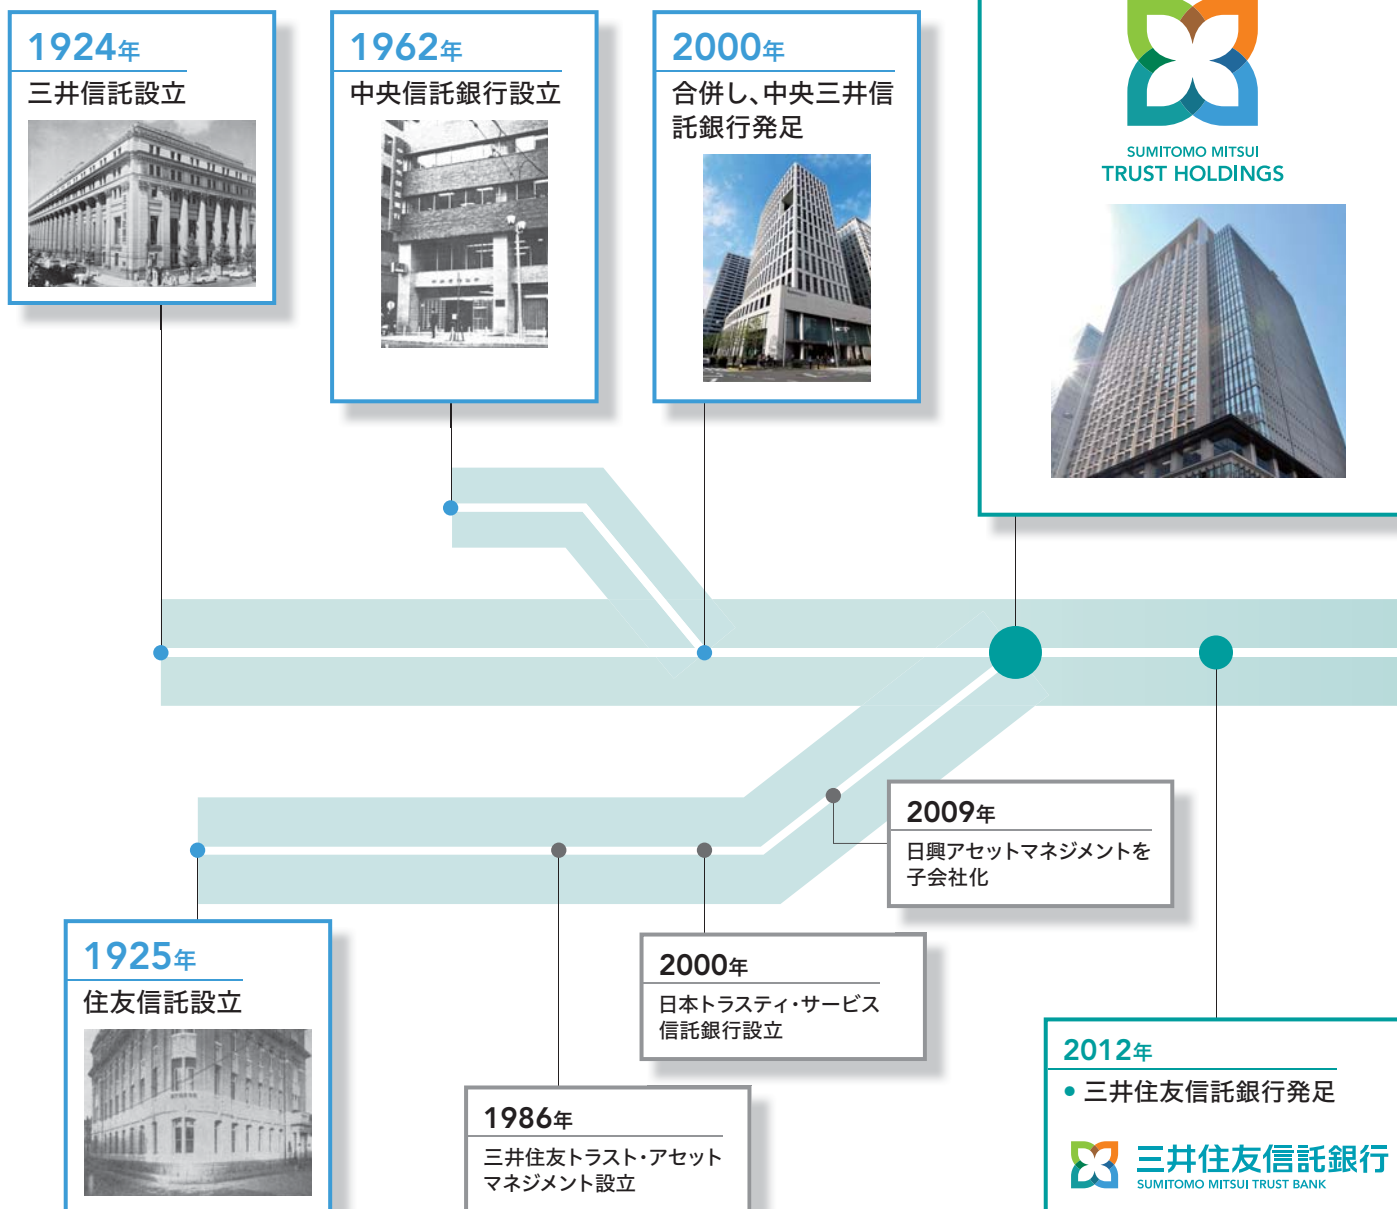 1924年
三井信託設立
1962年
中央信託銀行設立
2000年
合併し、中央三井信
託銀行発足
SUMITOMO MITSUI
TRUST HOLDINGS
2009年
日興アセットマネジメントを
子会社化
1925年
住友信託設立
2000年
日本トラスティ・サービス
信託銀行設立
1986年
三井住友トラスト・アセット
マネジメント設立
2012年
• 三井住友信託銀行発足
三井住友信託銀行
SUMITOMO MITSUI TRUST BANK